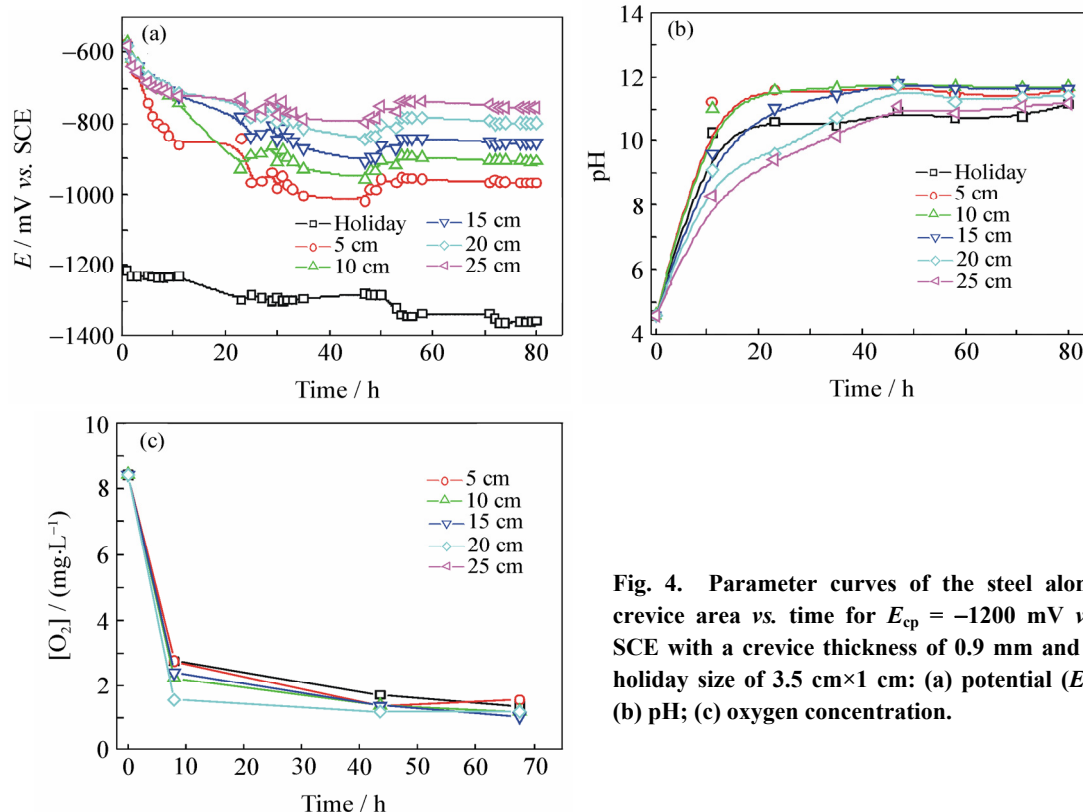 (a)
−600
−800
−1000
−1200
−1400
E / mV vs. SCE
Holiday
5 cm
10 cm
15 cm
20 cm
25 cm
0 20 40 60 80
Time / h
(b)
14
12
10
8
6
4
pH
Holiday
5 cm
10 cm
15 cm
20 cm
25 cm
0 20 40 60 80
Time / h
(c)
10
8
6
4
2
0
[O₂] / (mg·L⁻¹)
5 cm
10 cm
15 cm
20 cm
25 cm
0 10 20 30 40 50 60 70
Time / h
Fig. 4. Parameter curves of the steel alon
crevice area vs. time for E_cp = −1200 mV v
SCE with a crevice thickness of 0.9 mm and
holiday size of 3.5 cm×1 cm: (a) potential (E
(b) pH; (c) oxygen concentration.